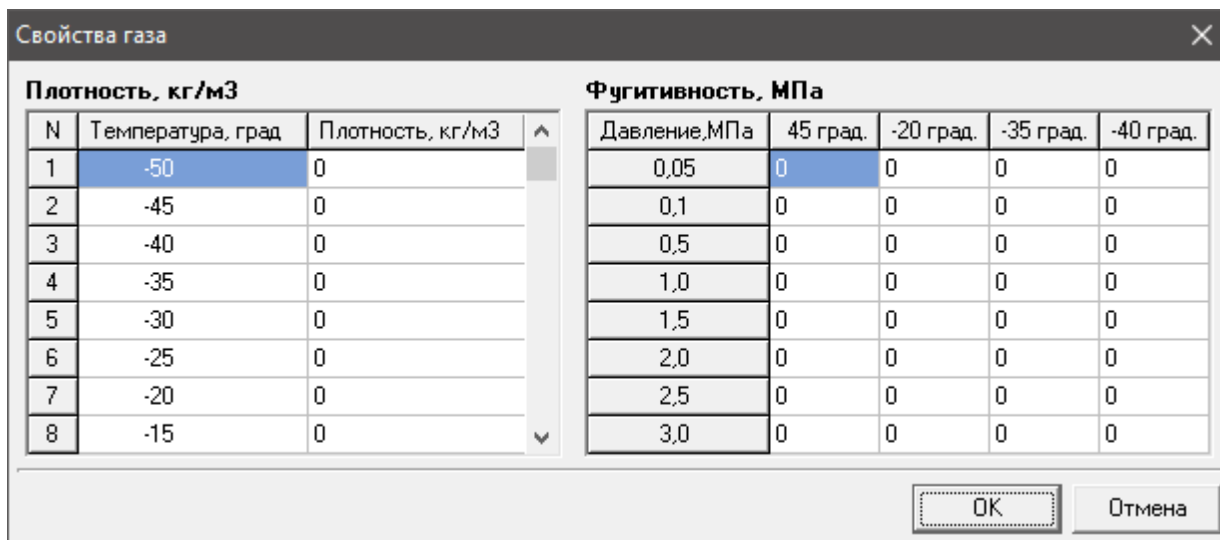 Свойства газа
Плотность, кг/м3 Фугитивность, МПа
N Температура, град Плотность, кг/м3 Давление,МПа 45 град. -20 град. -35 град. -40 град.
1 -50 0 0,05 0 0 0 0
2 -45 0 0,1 0 0 0 0
3 -40 0 0,5 0 0 0 0
4 -35 0 1,0 0 0 0 0
5 -30 0 1,5 0 0 0 0
6 -25 0 2,0 0 0 0 0
7 -20 0 2,5 0 0 0 0
8 -15 0 3,0 0 0 0 0
OK Отмена